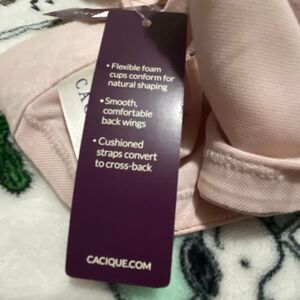 • Flexible foam
cups conform for
natural shaping
• Smooth,
comfortable
back wings
• Cushioned
straps convert
to cross-back
CACIQUE.COM